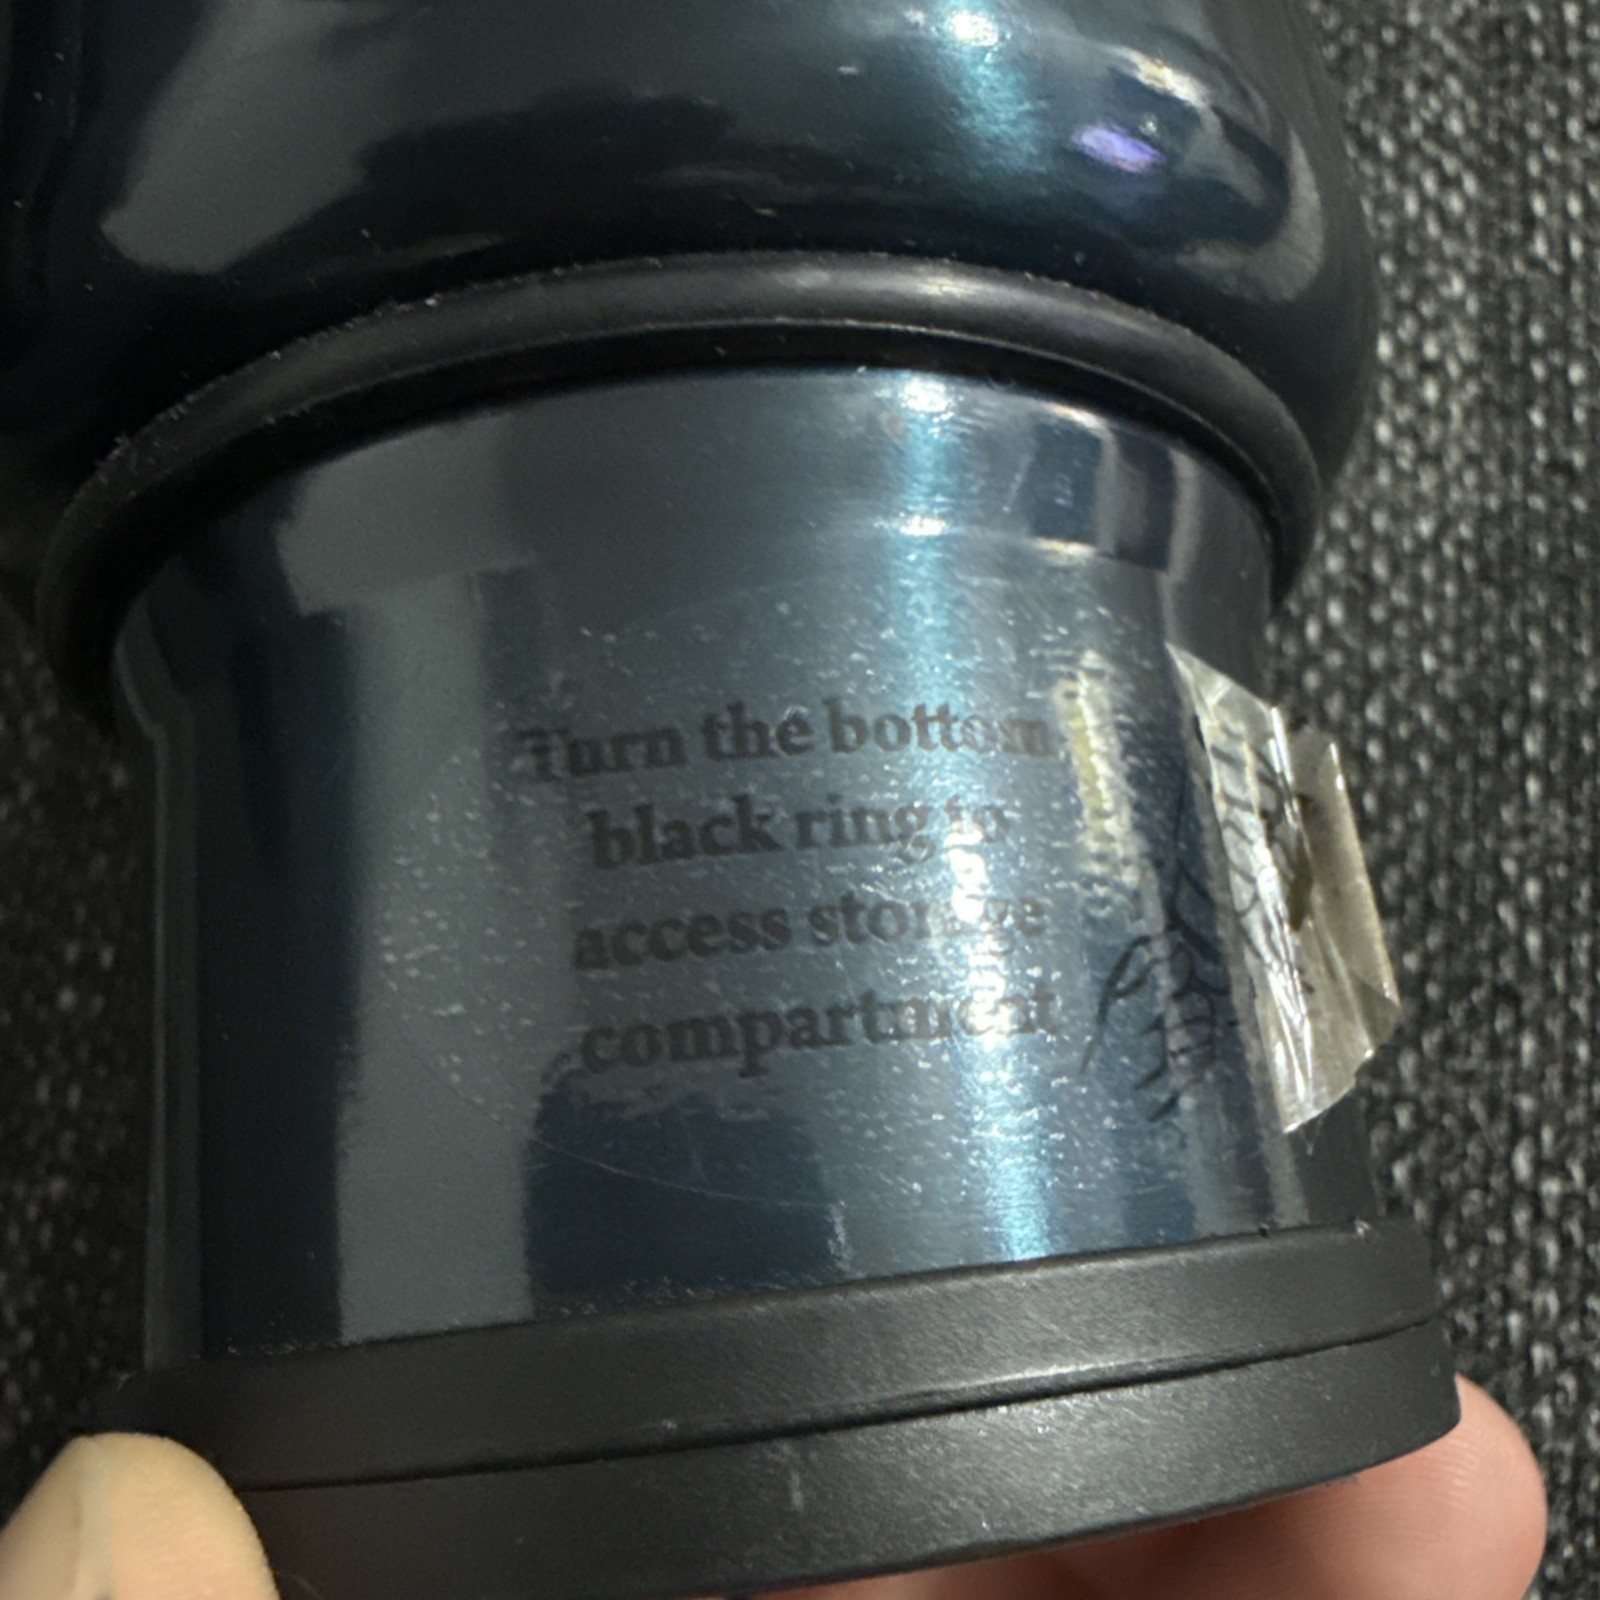 Turn the bottom
black ring to
access storage
compartment